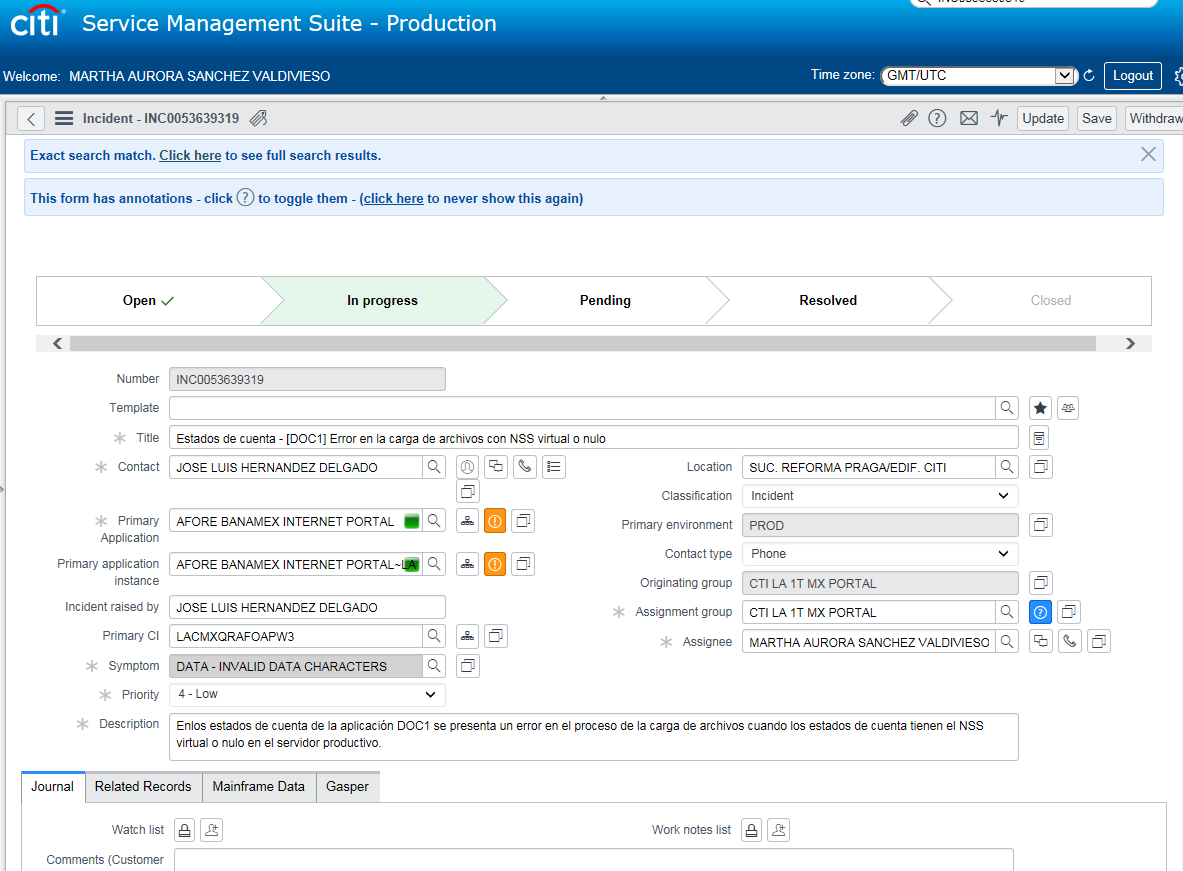 citi Service Management Suite - Production
Welcome: MARTHA AURORA SANCHEZ VALDIVIESO
Time zone: GMT/UTC Logout
Incident - INC0053639319
Update Save Withdraw
Exact search match. Click here to see full search results.
This form has annotations - click ? to toggle them - (click here to never show this again)
Open In progress Pending Resolved Closed
Number INC0053639319
Template
Title Estados de cuenta - [DOC1] Error en la carga de archivos con NSS virtual o nulo
Contact JOSE LUIS HERNANDEZ DELGADO
Location SUC. REFORMA PRAGA/EDIF. CITI
Classification Incident
Primary Application AFORE BANAMEX INTERNET PORTAL
Primary environment PROD
Contact type Phone
Primary application instance AFORE BANAMEX INTERNET PORTAL~LA
Originating group CTI LA 1T MX PORTAL
Incident raised by JOSE LUIS HERNANDEZ DELGADO
Assignment group CTI LA 1T MX PORTAL
Primary CI LACMXQRAFOAPW3
Assignee MARTHA AURORA SANCHEZ VALDIVIESO
Symptom DATA - INVALID DATA CHARACTERS
Priority 4 - Low
Description Enlos estados de cuenta de la aplicación DOC1 se presenta un error en el proceso de la carga de archivos cuando los estados de cuenta tienen el NSS
virtual o nulo en el servidor productivo.
Journal Related Records Mainframe Data Gasper
Watch list
Work notes list
Comments (Customer